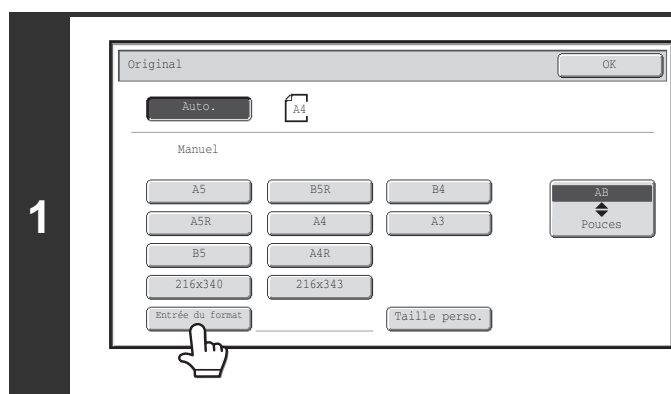 1
Original OK
Auto. A4
Manuel
A5 B5R B4 AB
A5R A4 A3 Pouces
B5 A4R
216x340 216x343
Entrée du format Taille perso.